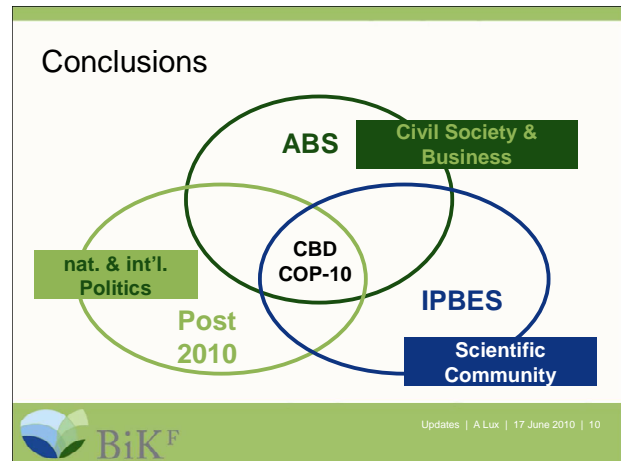 Conclusions
ABS
Civil Society &
Business
CBD
COP-10
nat. & int'l.
Politics
IPBES
Post
2010
Scientific
Community
Updates | A Lux | 17 June 2010 | 10
BiK F